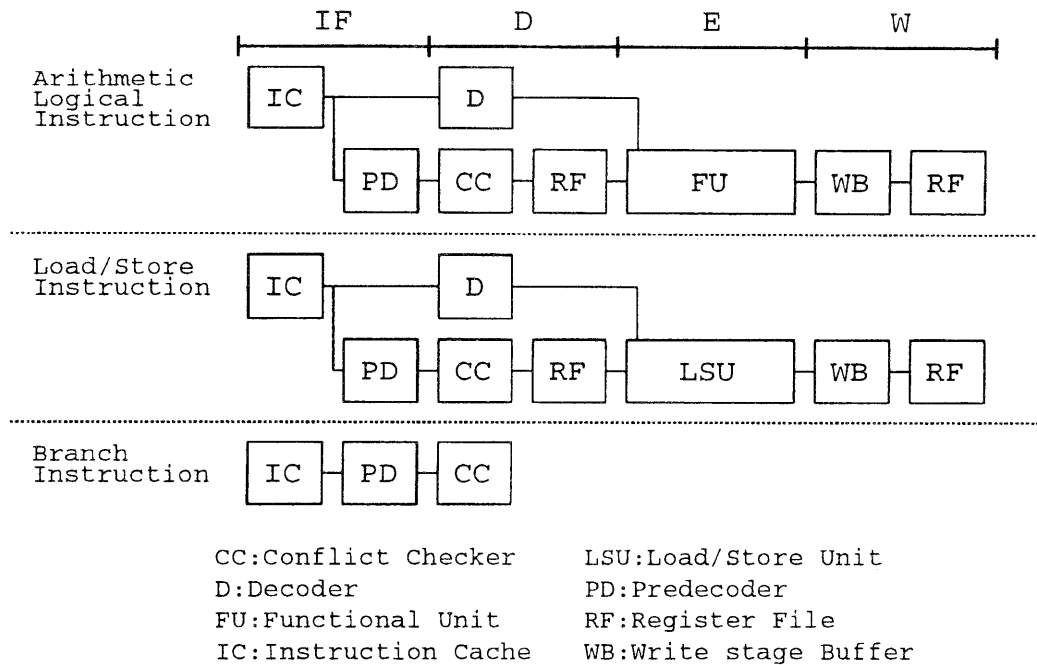 IF D E W
Arithmetic
Logical
Instruction
IC D
PD CC RF FU WB RF
Load/Store
Instruction
IC D
PD CC RF LSU WB RF
Branch
Instruction
IC PD CC
CC:Conflict Checker LSU:Load/Store Unit
D:Decoder PD:Predecoder
FU:Functional Unit RF:Register File
IC:Instruction Cache WB:Write stage Buffer